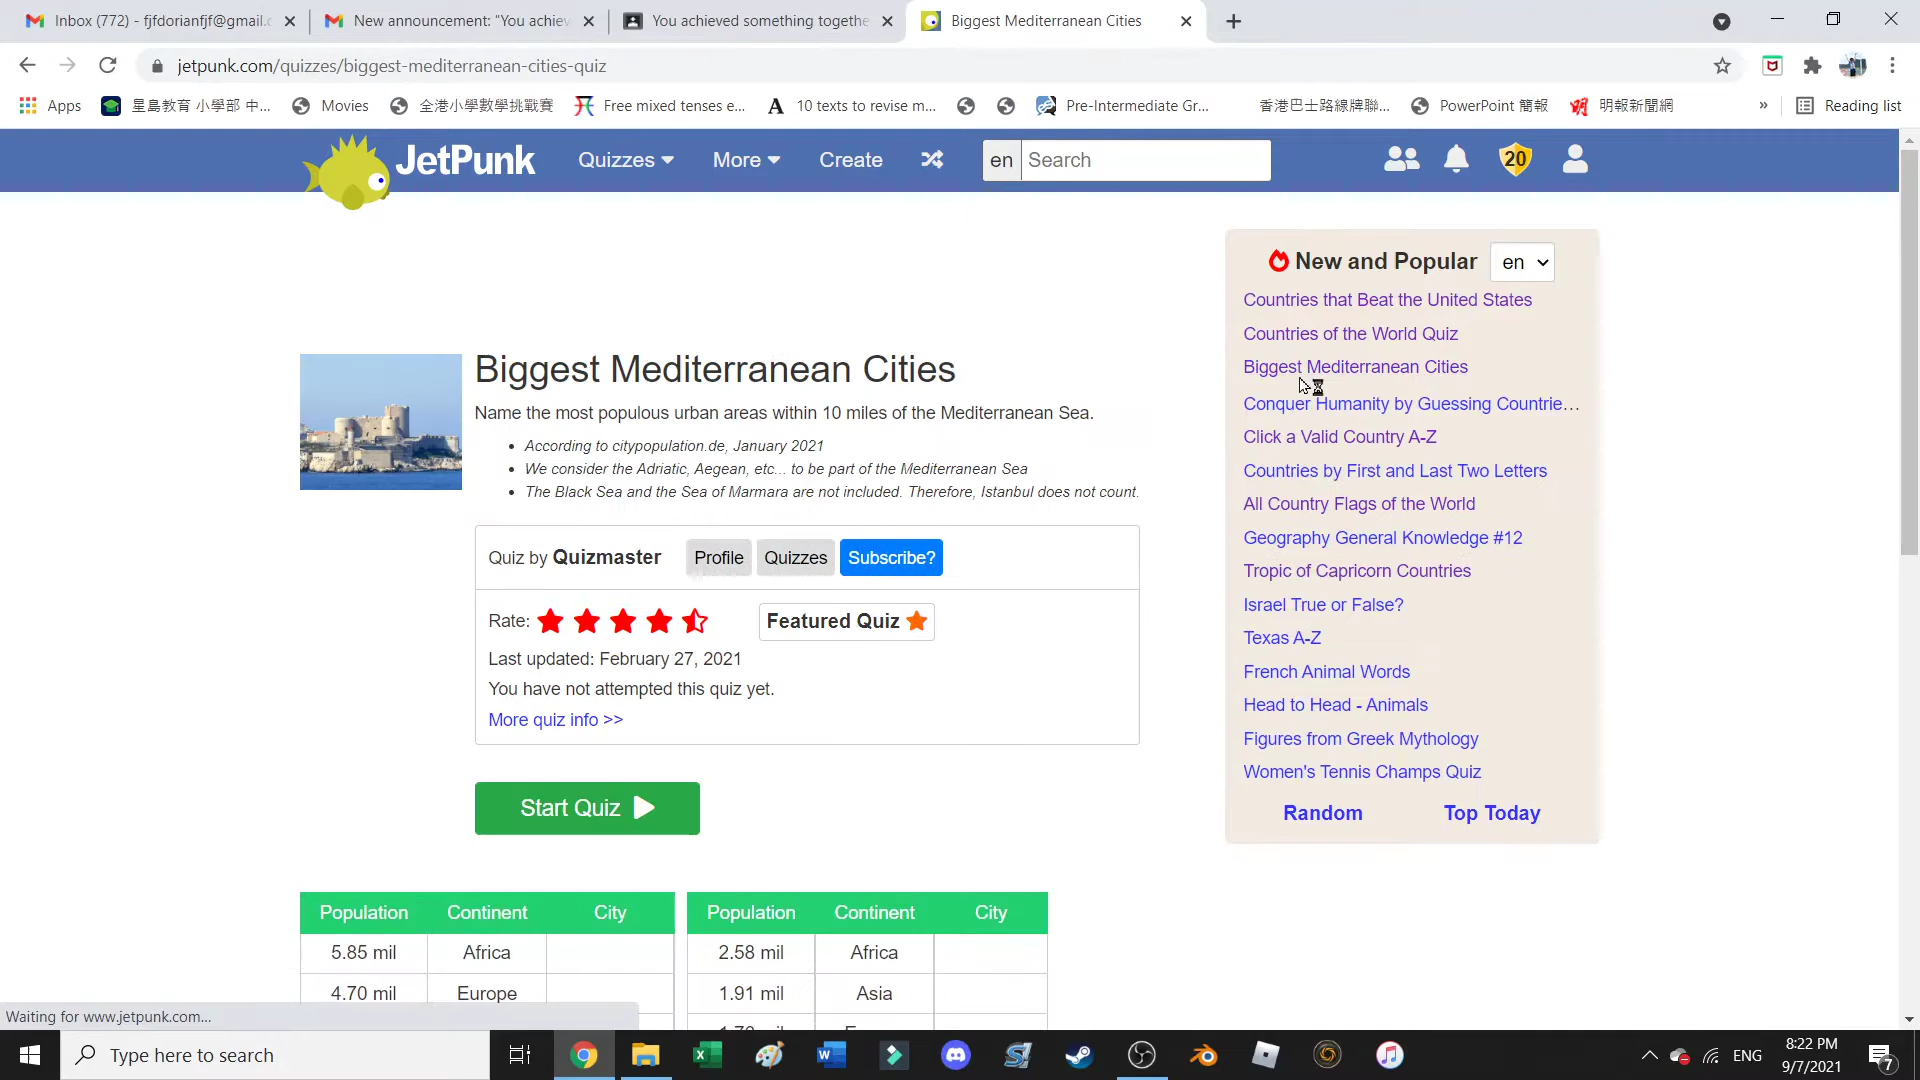 Inbox (772) - fjfdorianfjf@gmail.
New announcement: "You achiev
You achieved something togethe
Biggest Mediterranean Cities
jetpunk.com/quizzes/biggest-mediterranean-cities-quiz
Apps
星島教育 小學部 中...
Movies
全港小學數學挑戰賽
Free mixed tenses e...
10 texts to revise m...
Pre-Intermediate Gr...
香港巴士路線牌聯...
PowerPoint 簡報
明報新聞網
»
Reading list
JetPunk
Quizzes
More
Create
en
Search
20
New and Popular
en
Countries that Beat the United States
Countries of the World Quiz
Biggest Mediterranean Cities
Conquer Humanity by Guessing Countrie...
Click a Valid Country A-Z
Countries by First and Last Two Letters
All Country Flags of the World
Geography General Knowledge #12
Tropic of Capricorn Countries
Israel True or False?
Texas A-Z
French Animal Words
Head to Head - Animals
Figures from Greek Mythology
Women's Tennis Champs Quiz
Random Top Today
Biggest Mediterranean Cities
Name the most populous urban areas within 10 miles of the Mediterranean Sea.
• According to citypopulation.de, January 2021
• We consider the Adriatic, Aegean, etc... to be part of the Mediterranean Sea
• The Black Sea and the Sea of Marmara are not included. Therefore, Istanbul does not count.
Quiz by Quizmaster Profile Quizzes Subscribe?
Rate: Featured Quiz
Last updated: February 27, 2021
You have not attempted this quiz yet.
More quiz info >>
Start Quiz
Population Continent City Population Continent City
5.85 mil Africa 2.58 mil Africa
4.70 mil Europe 1.91 mil Asia
Waiting for www.jetpunk.com...
Type here to search
ENG
8:22 PM
9/7/2021
7